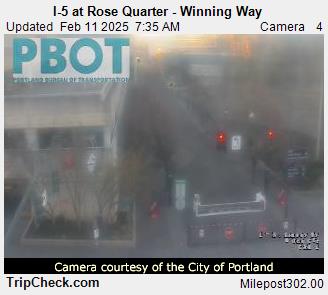 I-5 at Rose Quarter - Winning Way
Updated Feb 11 2025 7:35 AM Camera 4
PBOT
PORTLAND BUREAU OF TRANSPORTATION
Camera courtesy of the City of Portland
TripCheck.com Milepost302.00